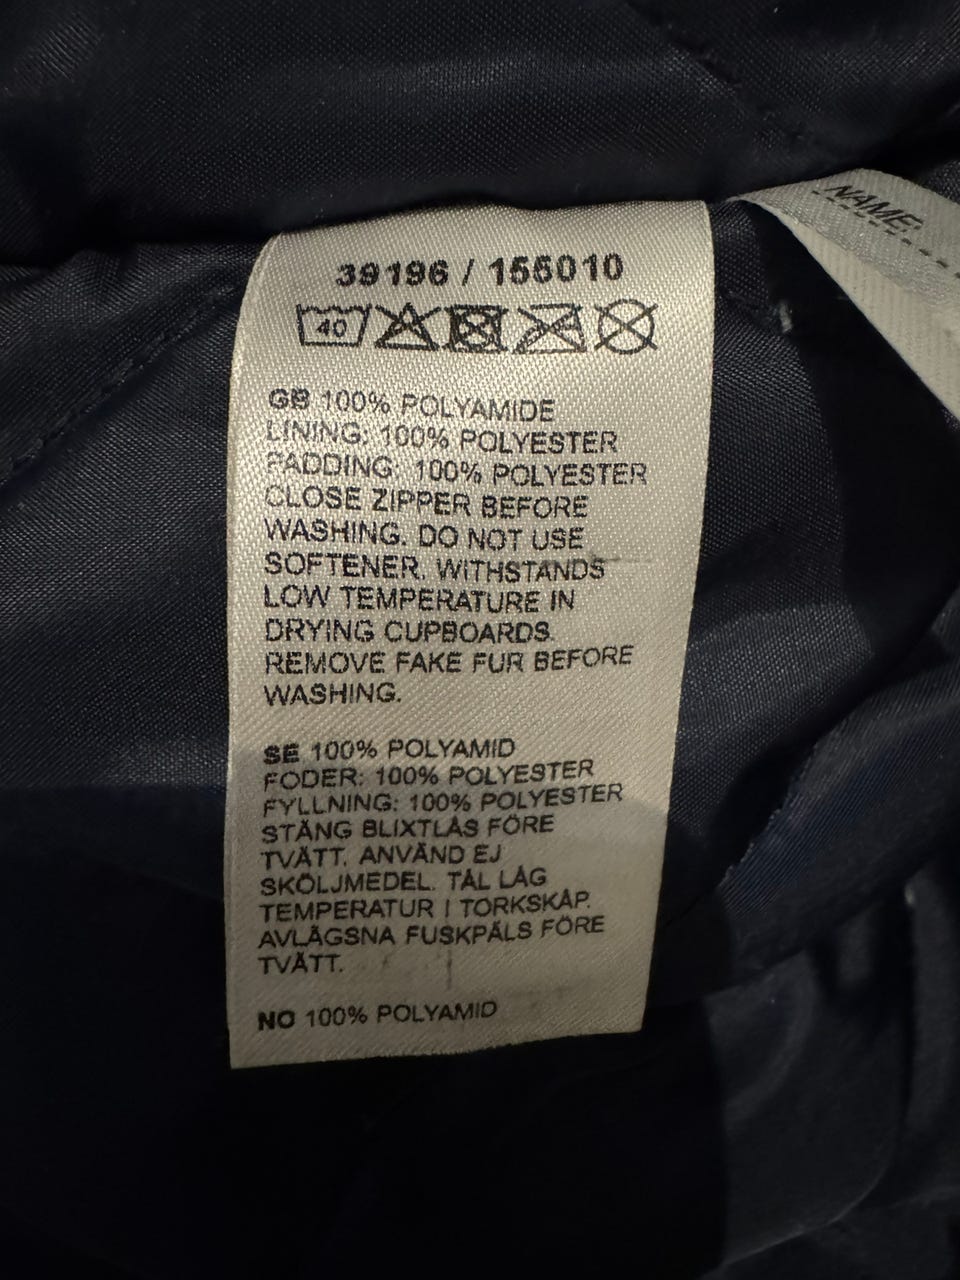 39196 / 155010
40
GB 100% POLYAMIDE
LINING: 100% POLYESTER
PADDING: 100% POLYESTER
CLOSE ZIPPER BEFORE
WASHING. DO NOT USE
SOFTENER. WITHSTANDS
LOW TEMPERATURE IN
DRYING CUPBOARDS.
REMOVE FAKE FUR BEFORE
WASHING.
SE 100% POLYAMID
FODER: 100% POLYESTER
FYLLNING: 100% POLYESTER
STÄNG BLIXTLÅS FÖRE
TVÄTT. ANVÄND EJ
SKÖLJMEDEL. TÅL LÅG
TEMPERATUR I TORKSKÅP.
AVLÄGSNA FUSKPÄLS FÖRE
TVÄTT.
NO 100% POLYAMID
NAME: